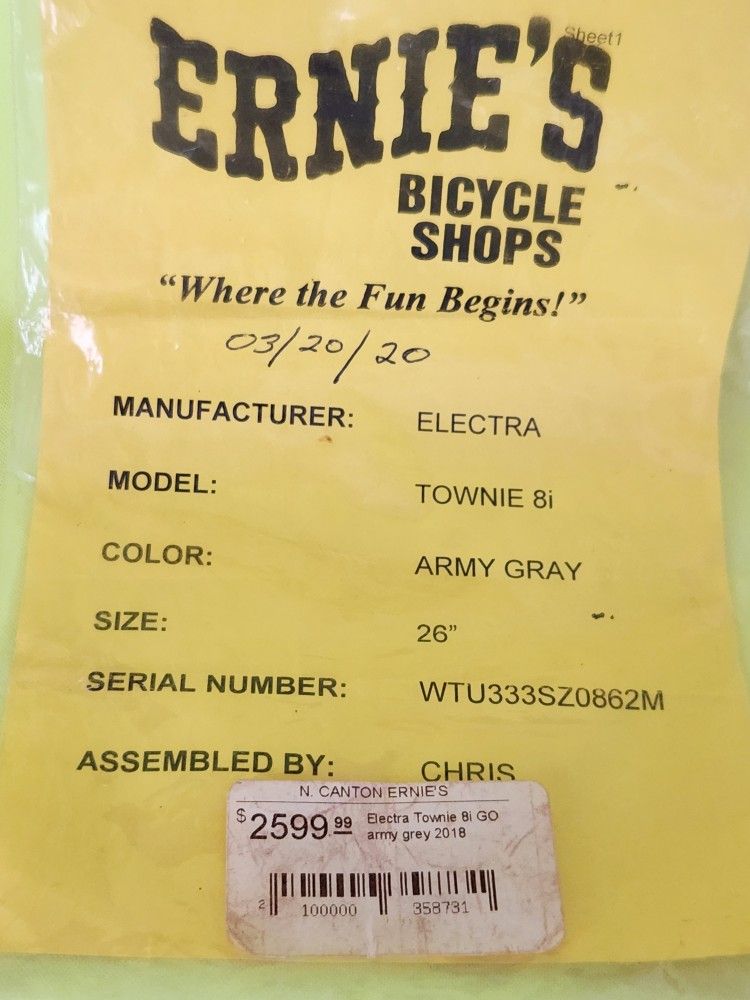 Sheet1
ERNIE'S
BICYCLE
SHOPS
“Where the Fun Begins!”
03/20/20
MANUFACTURER: ELECTRA
MODEL: TOWNIE 8i
COLOR: ARMY GRAY
SIZE: 26”
SERIAL NUMBER: WTU333SZ0862M
ASSEMBLED BY: CHRIS
N. CANTON ERNIE'S
$2599.99 Electra Townie 8i GO
army grey 2018
2 100000 358731